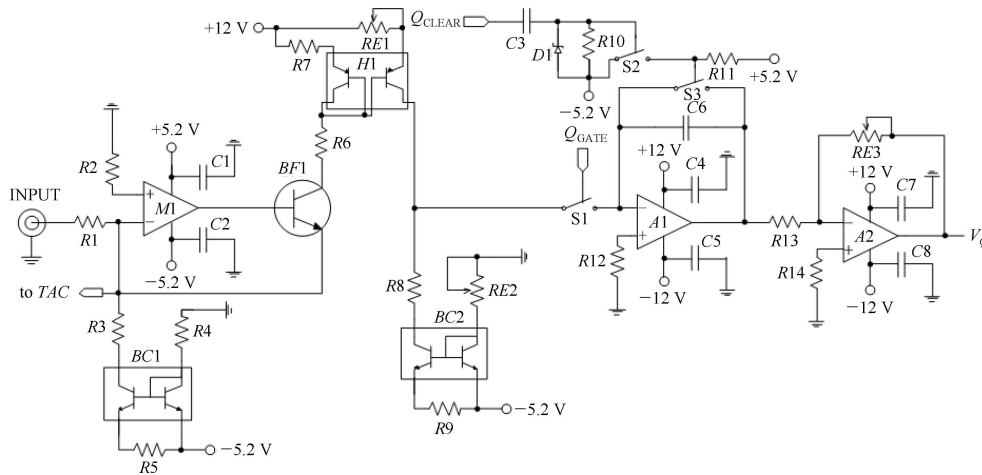 +12 V
RE1
R7
H1
Q_CLEAR
C3
D1
R10
S2
R11
+5.2 V
−5.2 V
S3
C6
R6
Q_GATE
RE3
R2
+5.2 V
C1
BF1
+12 V
C4
+12 V
C7
INPUT
M1
+
−
R1
C2
−5.2 V
S1
A1
−
+
R12
C5
−12 V
R13
A2
−
+
R14
C8
−12 V
to TAC
R3
R4
R8
RE2
BC1
BC2
R5
−5.2 V
R9
−5.2 V